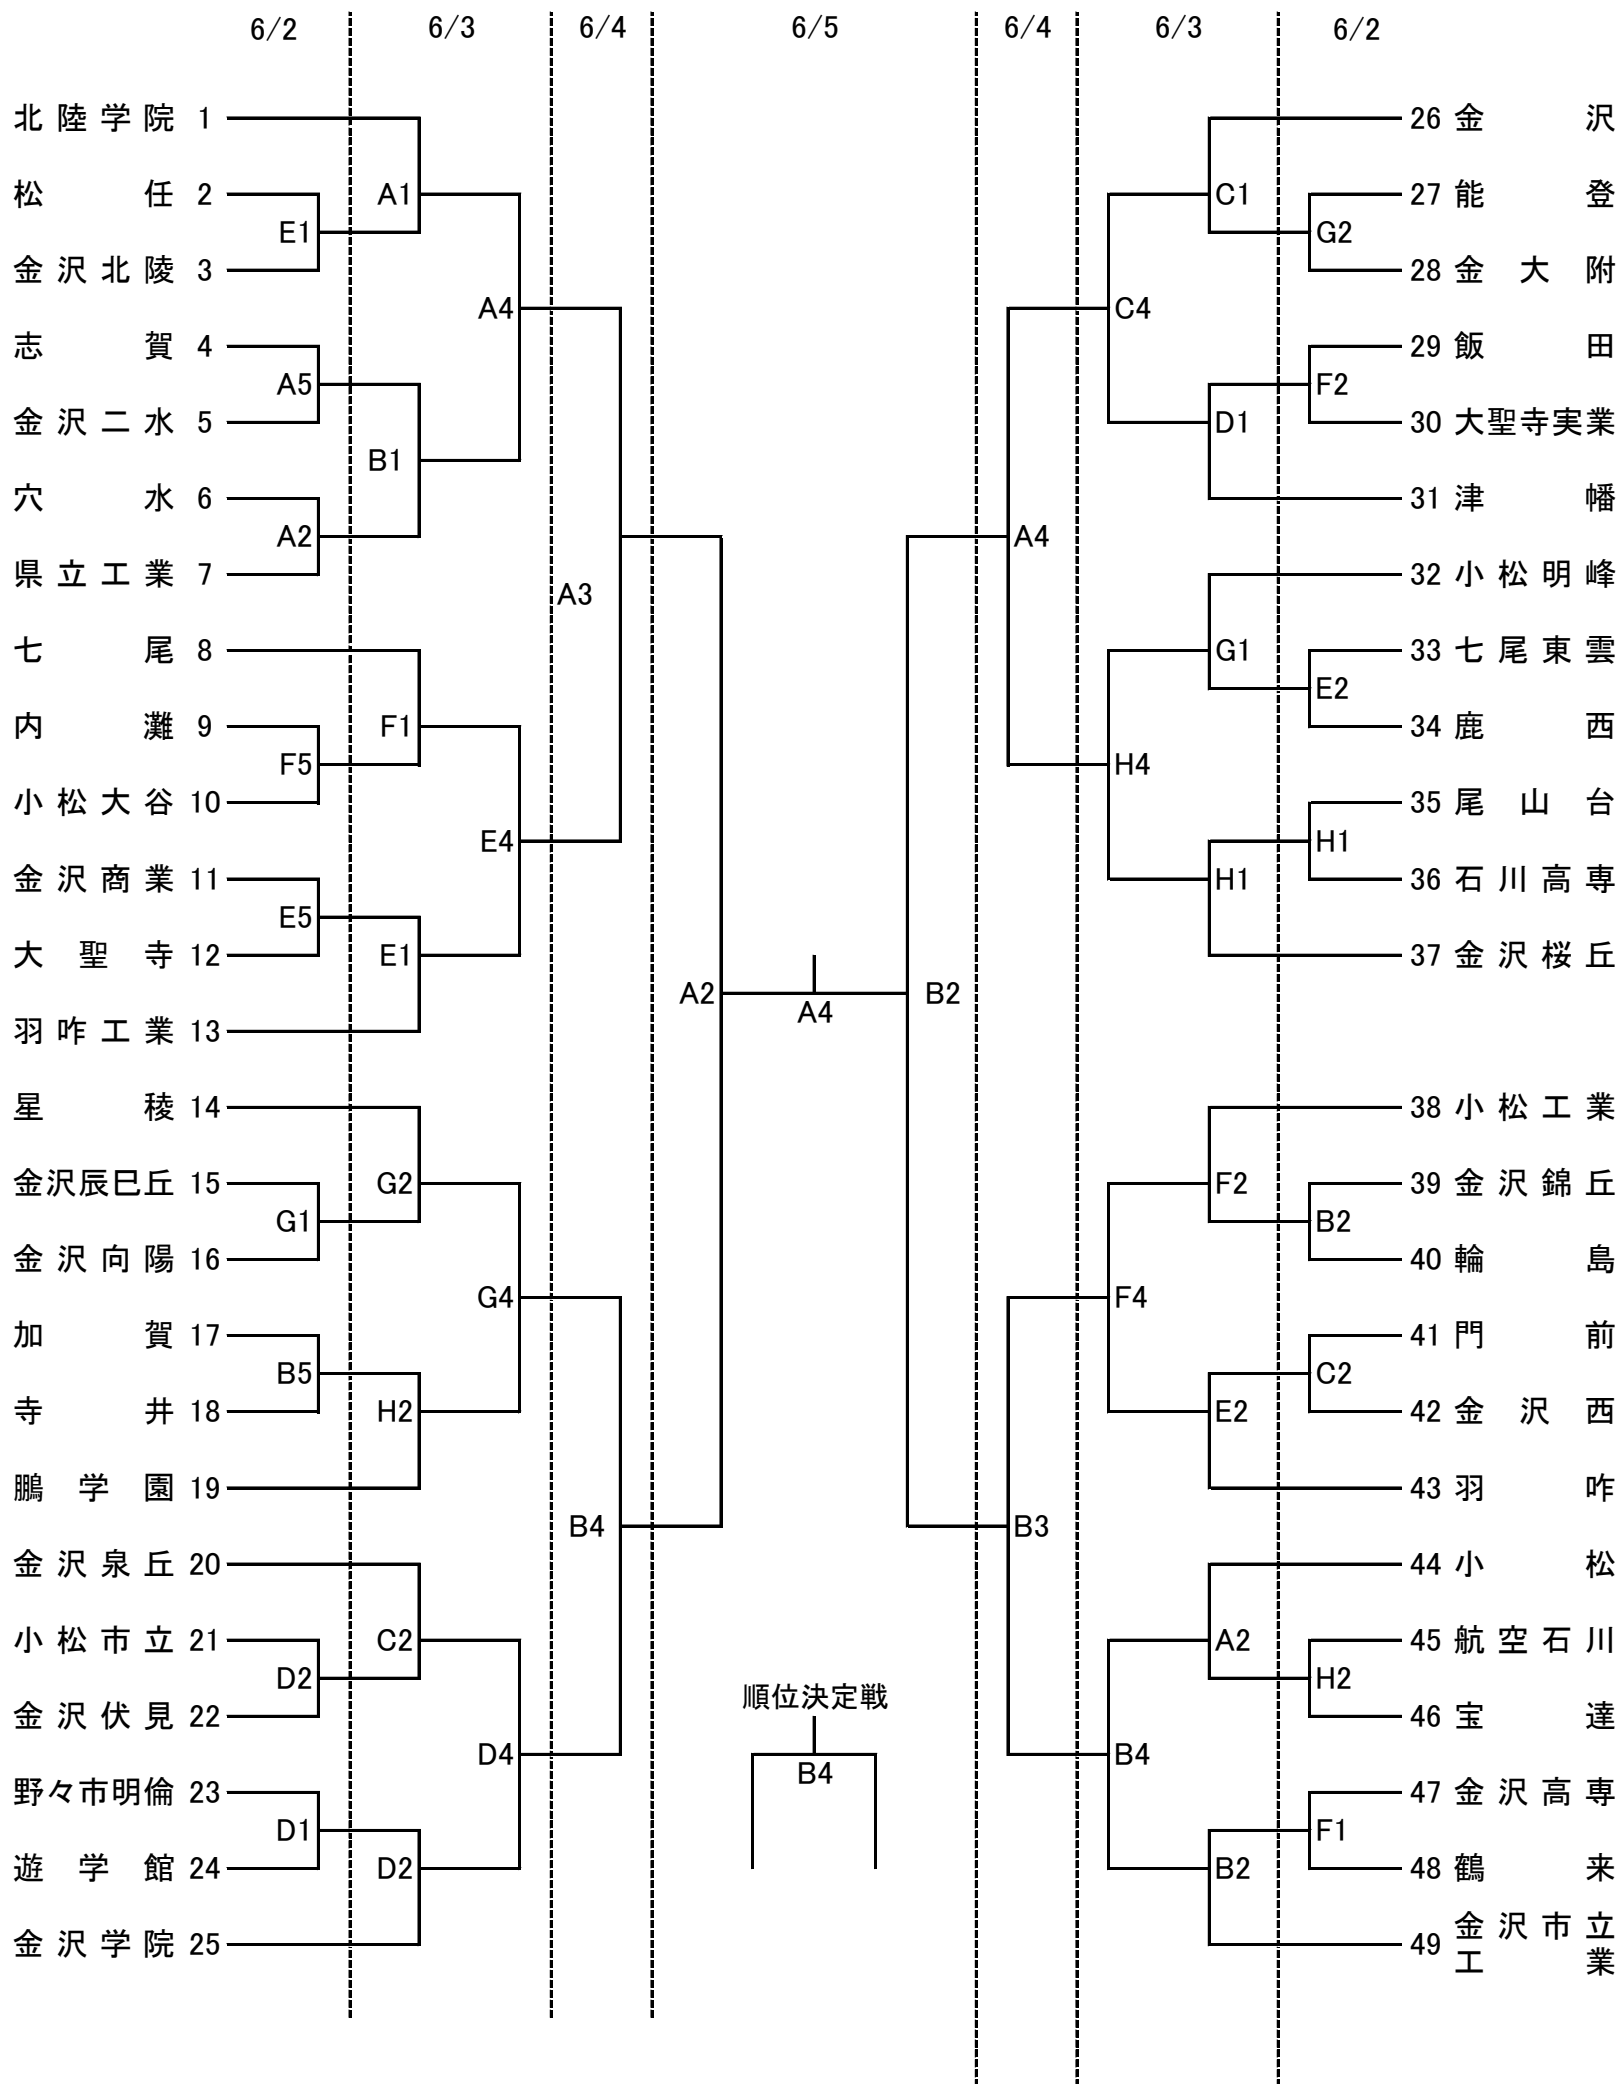 6/2 6/3 6/4 6/5 6/4 6/3 6/2
北陸学院 1 26 金沢
松任 2 A1 C1 27 能登
E1 G2
金沢北陵 3 28 金大附
A4 C4
志賀 4 29 飯田
A5 F2
金沢二水 5 D1 30 大聖寺実業
B1
穴水 6 31 津幡
A2 A4
県立工業 7 32 小松明峰
A3
七尾 8 G1 33 七尾東雲
E2
内灘 9 F1 34 鹿西
F5 H4
小松大谷 10 35 尾山台
E4 H1
金沢商業 11 H1 36 石川高専
E5
大聖寺 12 E1 37 金沢桜丘
A2 B2
A4
羽咋工業 13
星稜 14 38 小松工業
金沢辰巳丘 15 G2 F2 39 金沢錦丘
G1 B2
金沢向陽 16 40 輪島
G4 F4
加賀 17 41 門前
B5 C2
寺井 18 H2 E2 42 金沢西
鵬学園 19 43 羽咋
B4 B3
金沢泉丘 20 44 小松
小松市立 21 C2 A2 45 航空石川
D2 H2
順位決定戦
金沢伏見 22 46 宝達
D4 B4
B4
野々市明倫 23 47 金沢高専
D1 F1
遊学館 24 D2 B2 48 鶴来
金沢市立
金沢学院 25 49
工業